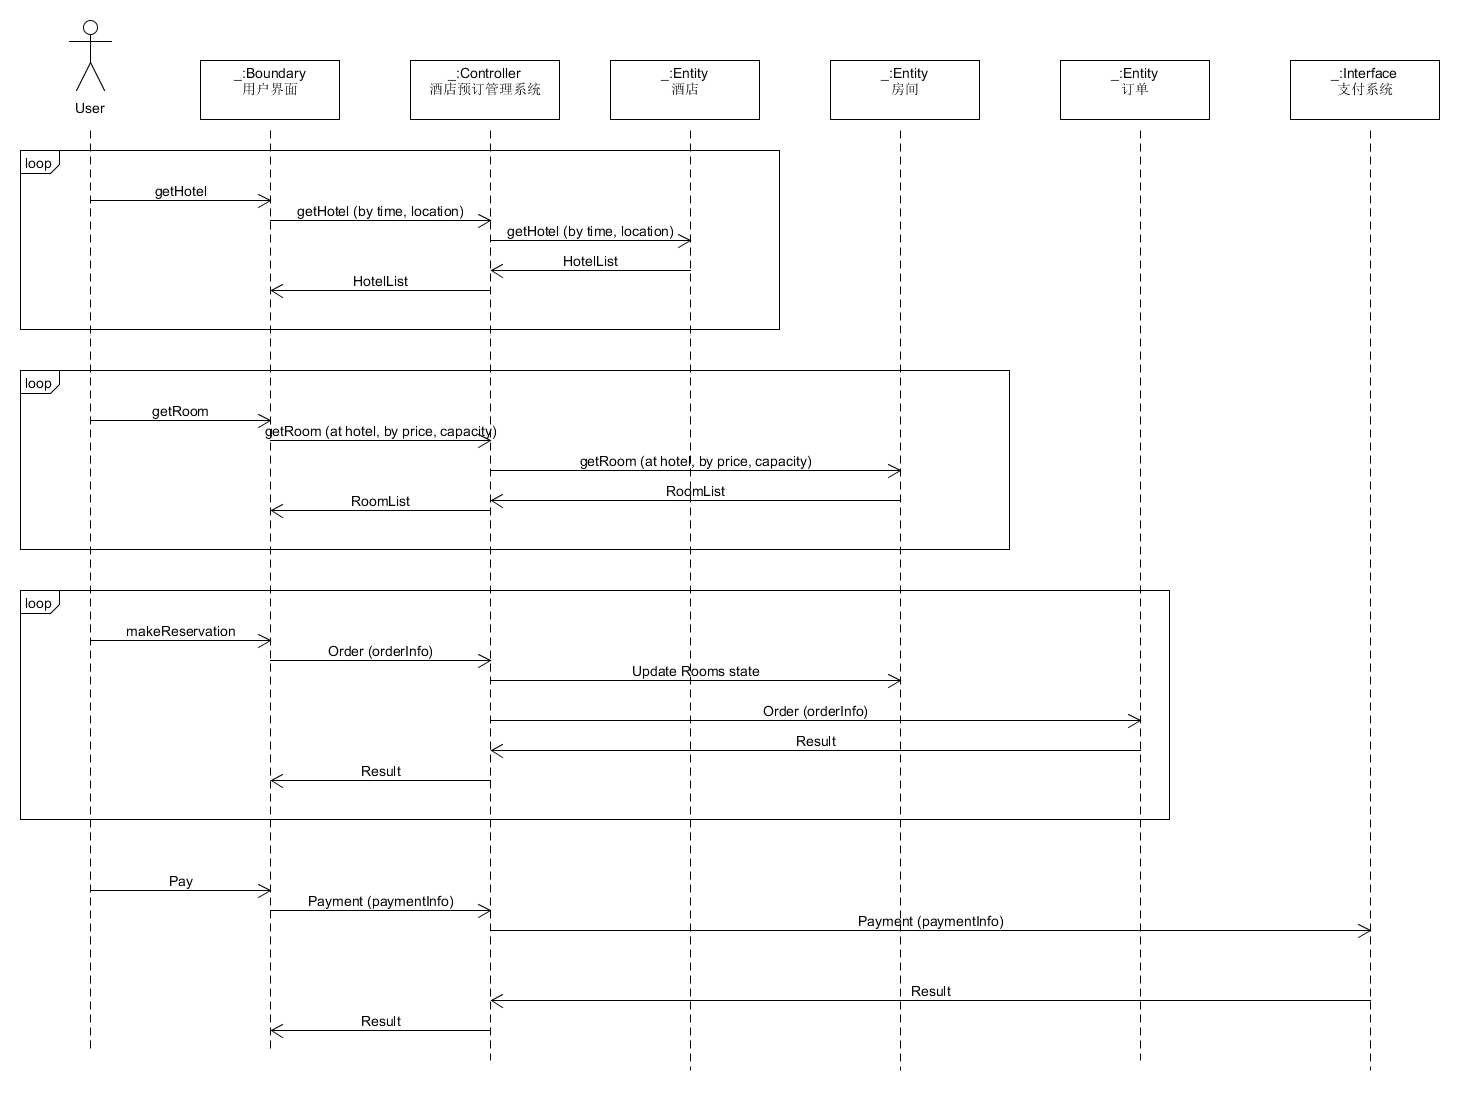 User
_:Boundary
用户界面
_:Controller
酒店预订管理系统
_:Entity
酒店
_:Entity
房间
_:Entity
订单
_:Interface
支付系统
loop
getHotel
getHotel (by time, location)
getHotel (by time, location)
HotelList
HotelList
loop
getRoom
getRoom (at hotel, by price, capacity)
getRoom (at hotel, by price, capacity)
RoomList
RoomList
loop
makeReservation
Order (orderInfo)
Update Rooms state
Order (orderInfo)
Result
Result
Pay
Payment (paymentInfo)
Payment (paymentInfo)
Result
Result